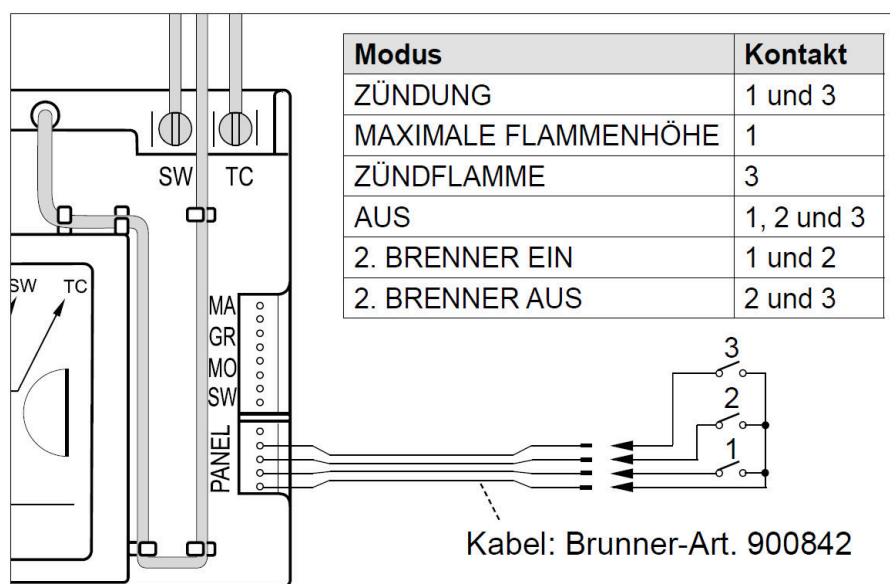 Modus Kontakt
ZÜNDUNG 1 und 3
MAXIMALE FLAMMENHÖHE 1
ZÜNDFLAMME 3
AUS 1, 2 und 3
2. BRENNER EIN 1 und 2
2. BRENNER AUS 2 und 3
SW TC
SW TC
MA
GR
MO
SW
PANEL
3
2
1
Kabel: Brunner-Art. 900842